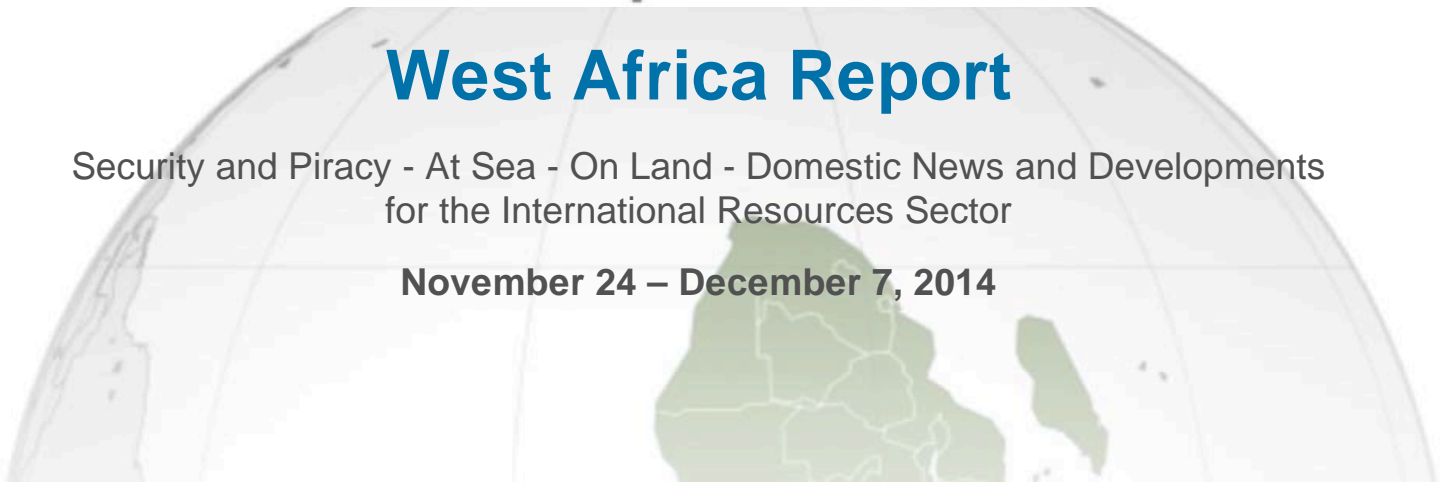 West Africa Report
Security and Piracy - At Sea - On Land - Domestic News and Developments
for the International Resources Sector
November 24 – December 7, 2014